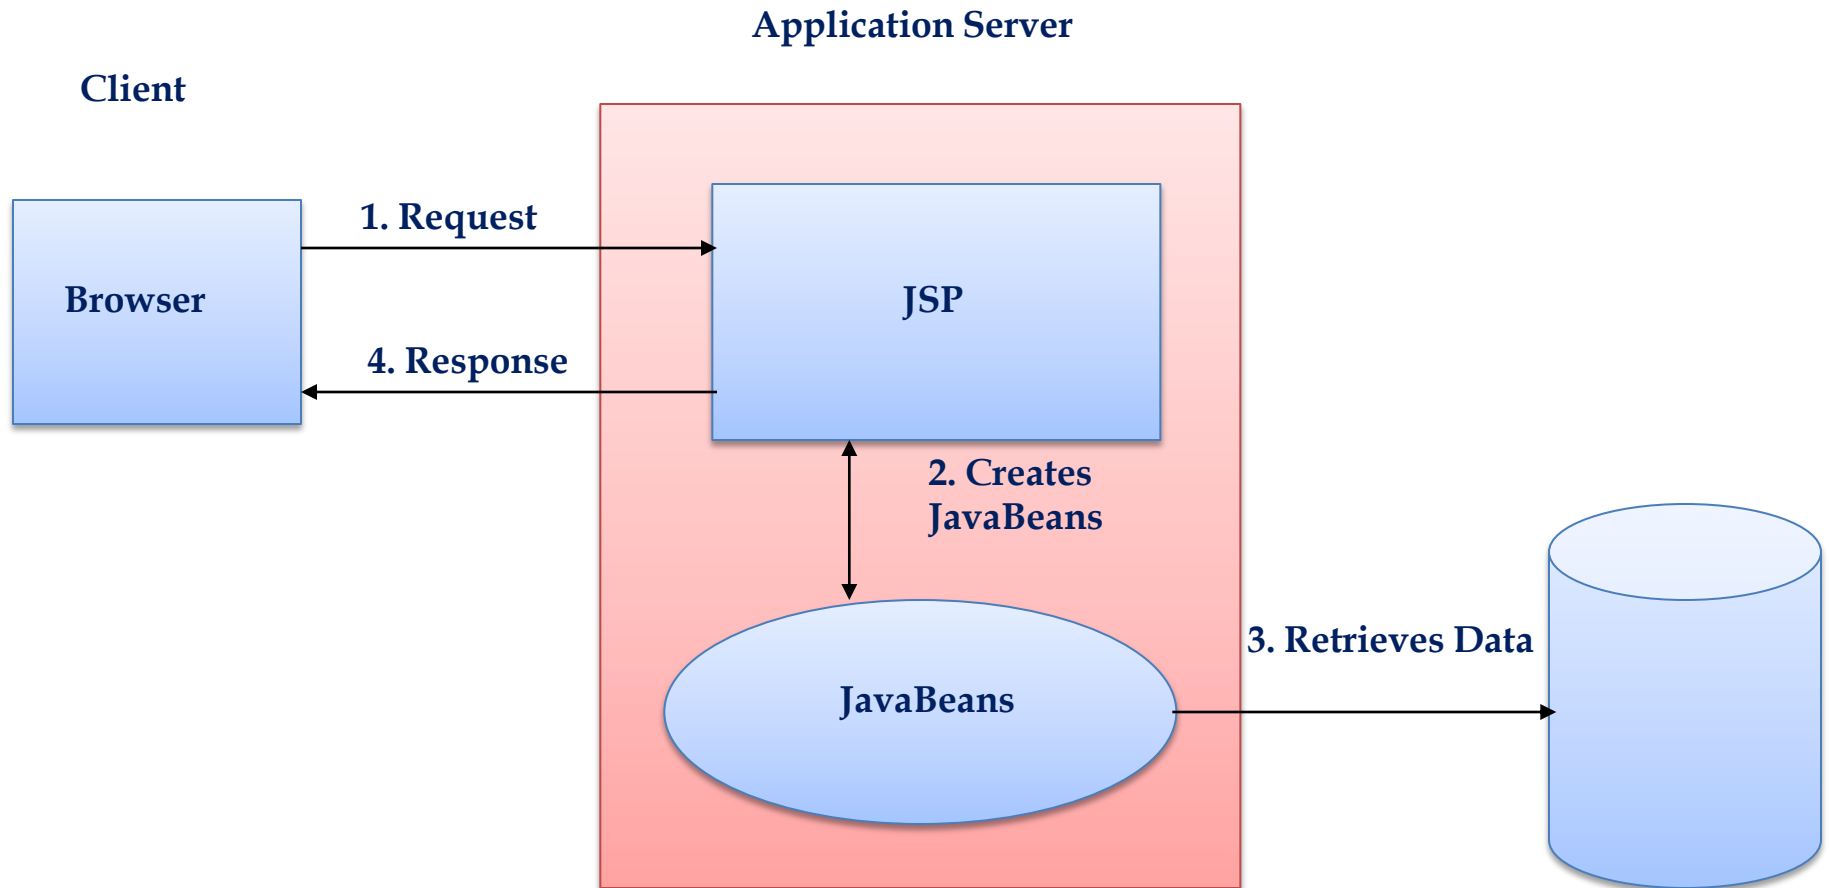 Application Server
Client
1. Request
Browser
JSP
4. Response
2. Creates
JavaBeans
3. Retrieves Data
JavaBeans